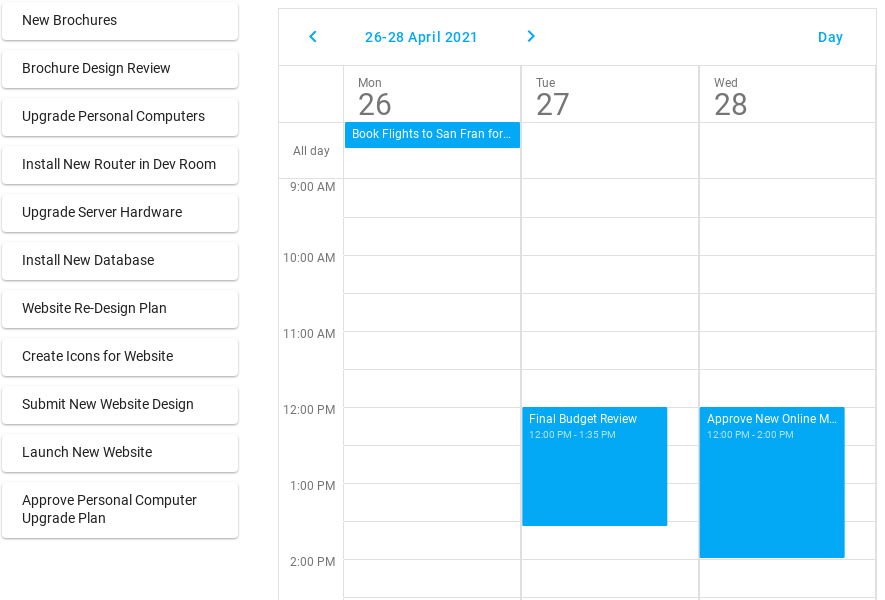 New Brochures
Brochure Design Review
Upgrade Personal Computers
Install New Router in Dev Room
Upgrade Server Hardware
Install New Database
Website Re-Design Plan
Create Icons for Website
Submit New Website Design
Launch New Website
Approve Personal Computer
Upgrade Plan
26-28 April 2021
Day
Mon
26
Tue
27
Wed
28
All day
Book Flights to San Fran for...
9:00 AM
10:00 AM
11:00 AM
12:00 PM
Final Budget Review
12:00 PM - 1:35 PM
Approve New Online M...
12:00 PM - 2:00 PM
1:00 PM
2:00 PM